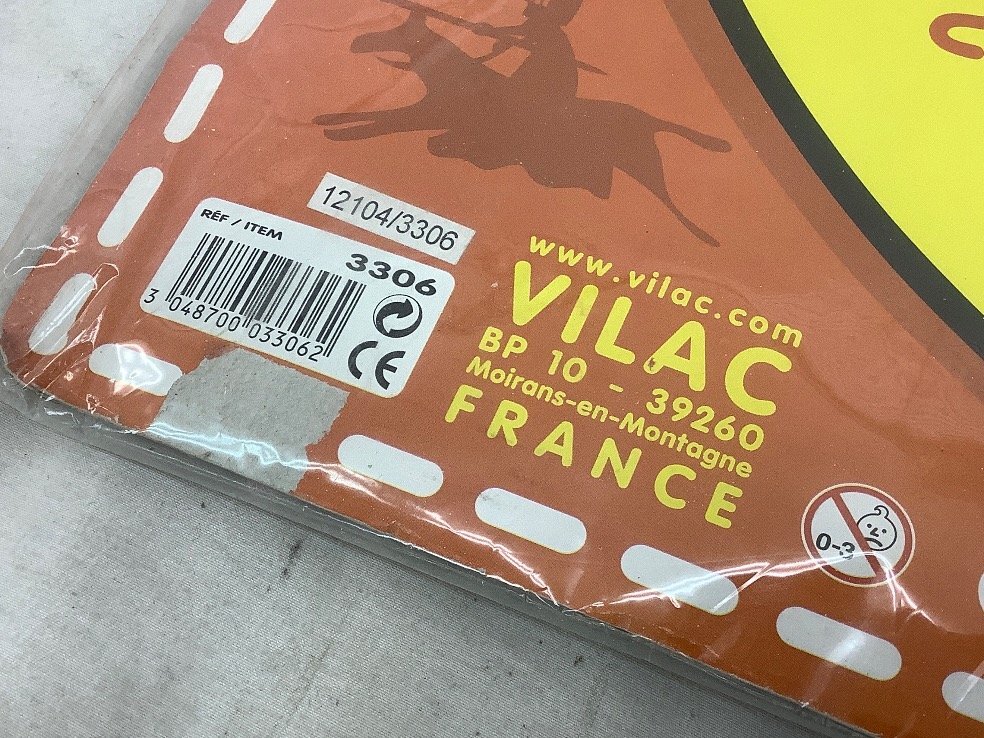 12104/3306
RÉF / ITEM
3306
3 048700 033062
CE
www.vilac.com
VILAC
BP 10 - 39260
Moirans-en-Montagne
FRANCE
0-3